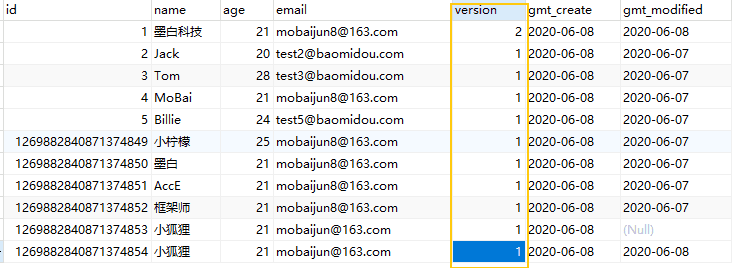 id name age email version gmt_create gmt_modified
1 墨白科技 21 mobaijun8@163.com 2 2020-06-08 2020-06-08
2 Jack 20 test2@baomidou.com 1 2020-06-08 2020-06-07
3 Tom 28 test3@baomidou.com 1 2020-06-08 2020-06-07
4 MoBai 21 mobaijun8@163.com 1 2020-06-08 2020-06-07
5 Billie 24 test5@baomidou.com 1 2020-06-08 2020-06-07
1269882840871374849 小柠檬 25 mobaijun8@163.com 1 2020-06-08 2020-06-07
1269882840871374850 墨白 21 mobaijun8@163.com 1 2020-06-08 2020-06-07
1269882840871374851 AccE 21 mobaijun8@163.com 1 2020-06-08 2020-06-07
1269882840871374852 框架师 21 mobaijun8@163.com 1 2020-06-08 2020-06-07
1269882840871374853 小狐狸 21 mobaijun@163.com 1 2020-06-08 (Null)
1269882840871374854 小狐狸 21 mobaijun@163.com 1 2020-06-08 2020-06-08